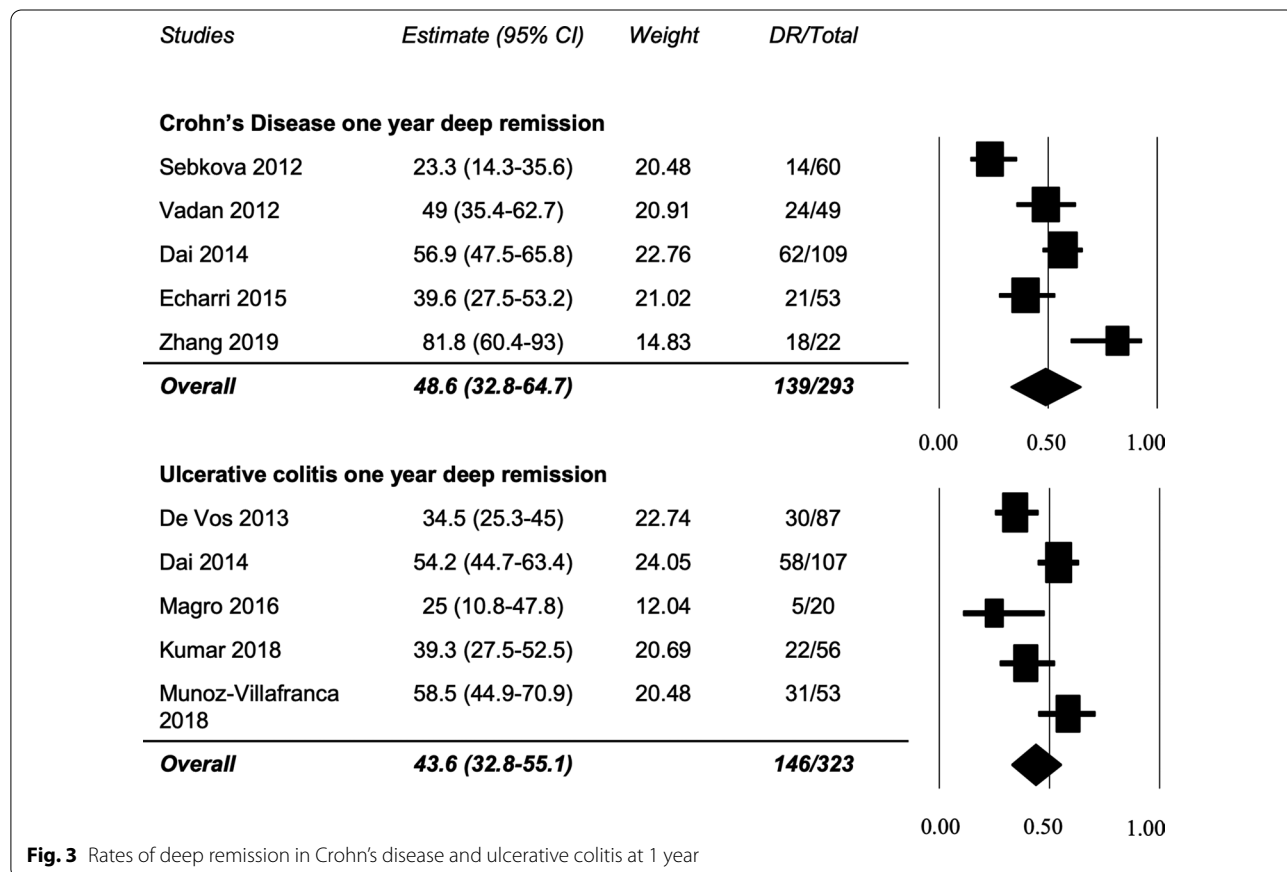 Studies Estimate (95% CI) Weight DR/Total
Crohn's Disease one year deep remission
Sebkova 2012 23.3 (14.3-35.6) 20.48 14/60
Vadan 2012 49 (35.4-62.7) 20.91 24/49
Dai 2014 56.9 (47.5-65.8) 22.76 62/109
Echarri 2015 39.6 (27.5-53.2) 21.02 21/53
Zhang 2019 81.8 (60.4-93) 14.83 18/22
Overall 48.6 (32.8-64.7) 139/293
0.00 0.50 1.00
Ulcerative colitis one year deep remission
De Vos 2013 34.5 (25.3-45) 22.74 30/87
Dai 2014 54.2 (44.7-63.4) 24.05 58/107
Magro 2016 25 (10.8-47.8) 12.04 5/20
Kumar 2018 39.3 (27.5-52.5) 20.69 22/56
Munoz-Villafranca 58.5 (44.9-70.9) 20.48 31/53
2018
Overall 43.6 (32.8-55.1) 146/323
0.00 0.50 1.00
Fig. 3 Rates of deep remission in Crohn's disease and ulcerative colitis at 1 year